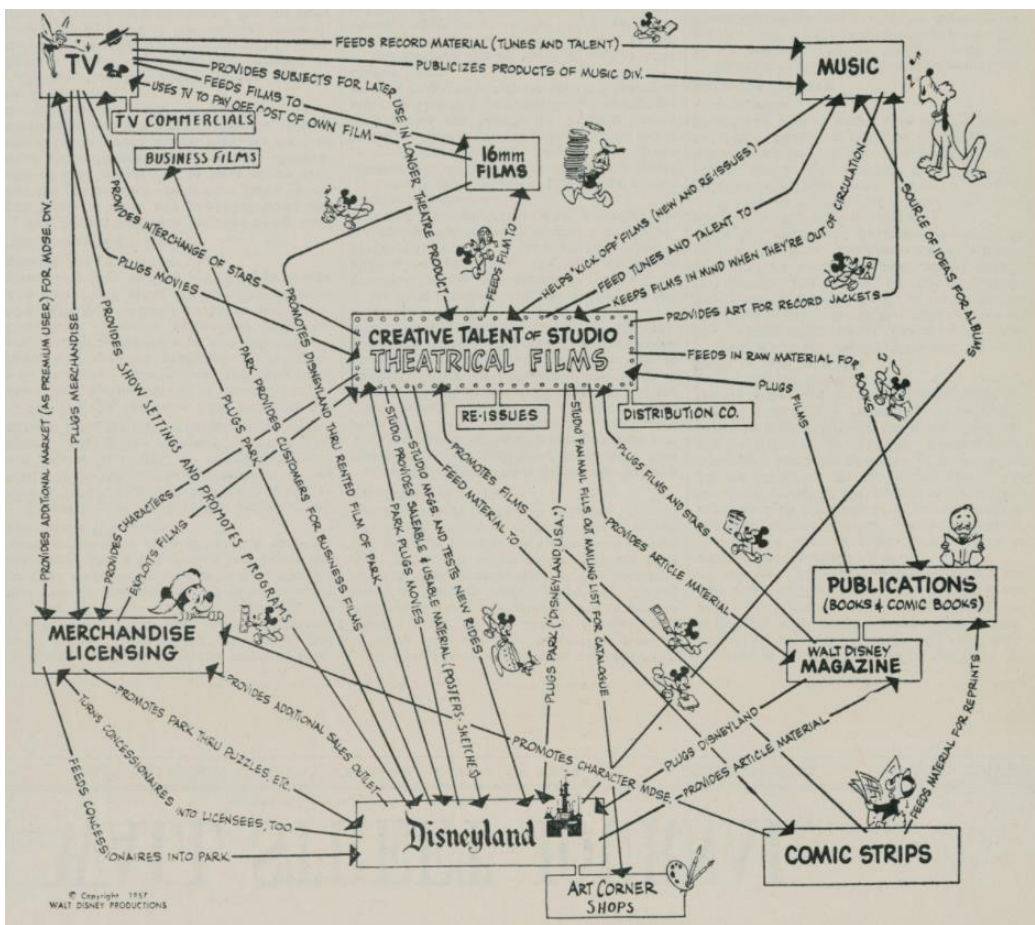 TV
FEEDS RECORD MATERIAL (TUNES AND TALENT)
PUBLICIZES PRODUCTS OF MUSIC DIV.
MUSIC
PROVIDES SUBJECTS FOR LATER USE IN LONGER THEATRE PRODUCT
FEEDS FILMS TO
USES TV TO PAY OFF COST OF OWN FILM
TV COMMERCIALS
BUSINESS FILMS
16mm
FILMS
PROVIDES INTERCHANGE OF STARS
PLUGS MOVIES
FEEDS FILM TO
HELPS "KICK OFF" FILMS (NEW AND RE-ISSUES)
FEED TUNES AND TALENT TO
KEEPS FILMS IN MIND WHEN THEY'RE OUT OF CIRCULATION
PROVIDES ART FOR RECORD JACKETS
SOURCE OF IDEAS FOR ALBUMS
CREATIVE TALENT OF STUDIO
THEATRICAL FILMS
RE-ISSUES
DISTRIBUTION CO.
FEEDS IN RAW MATERIAL FOR BOOKS
PLUGS FILMS
PROVIDES ADDITIONAL MARKET (AS PREMIUM USER) FOR MDSE. DIV.
PLUGS MERCHANDISE
PROVIDES SHOW SETTINGS AND PROMOTES PROGRAMS
PLUGS PARK
PARK PROVIDES CUSTOMERS FOR BUSINESS FILMS
PROMOTES DISNEYLAND THRU RENTED FILM OF PARK
PROVIDES CHARACTERS
EXPLOITS FILMS
PARK PLUGS MOVIES
STUDIO PROVIDES SALEABLE & USABLE MATERIAL (POSTERS-SKETCHES)
STUDIO MFGS. AND TESTS NEW RIDES
FEED MATERIAL TO
PROMOTES FILMS
PLUGS PARK ("DISNEYLAND U.S.A.")
STUDIO FAN MAIL FILLS OUT MAILING LIST FOR CATALOGUE
PROVIDES ARTICLE MATERIAL
PLUGS FILMS AND STARS
PUBLICATIONS
(BOOKS & COMIC BOOKS)
WALT DISNEY
MAGAZINE
MERCHANDISE
LICENSING
PROVIDES ADDITIONAL SALES OUTLET
PROMOTES PARK THRU PUZZLES, ETC.
TURNS CONCESSIONAIRES INTO LICENSEES, TOO
FEEDS CONCESSIONAIRES INTO PARK
PROMOTES CHARACTER MDSE.
PLUGS DISNEYLAND
PROVIDES ARTICLE MATERIAL
FEEDS MATERIAL FOR REPRINTS
Disneyland
COMIC STRIPS
ART CORNER
SHOPS
© Copyright 1957
WALT DISNEY PRODUCTIONS